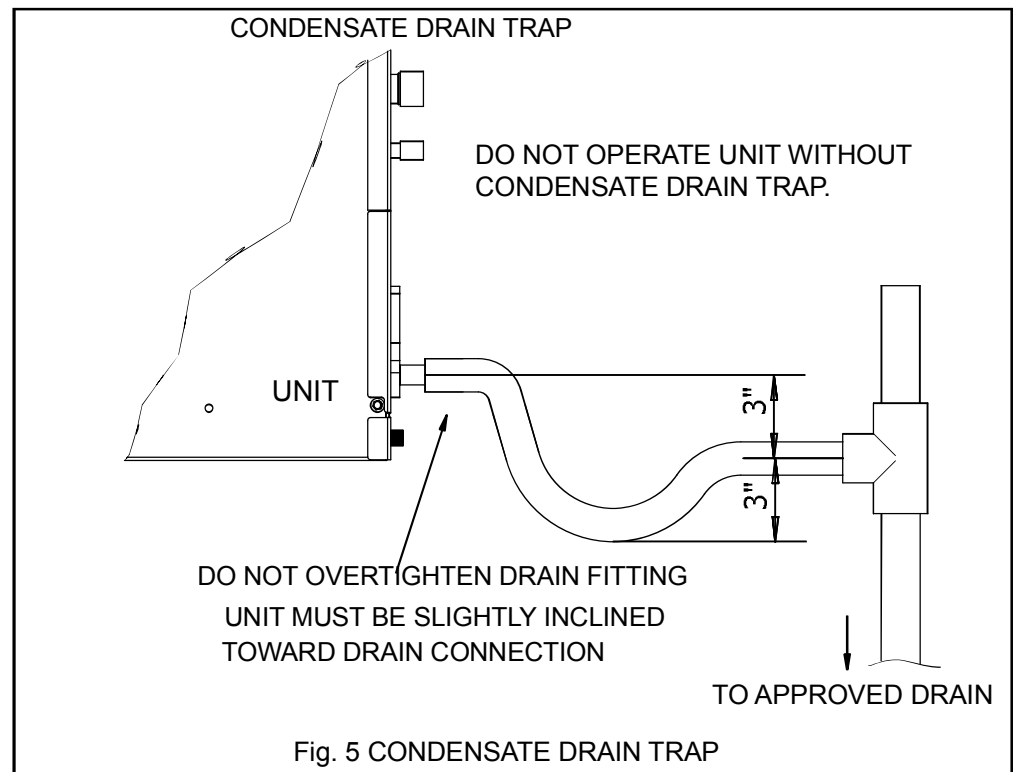 CONDENSATE DRAIN TRAP
DO NOT OPERATE UNIT WITHOUT
CONDENSATE DRAIN TRAP.
UNIT
3"
3"
DO NOT OVERTIGHTEN DRAIN FITTING
UNIT MUST BE SLIGHTLY INCLINED
TOWARD DRAIN CONNECTION
TO APPROVED DRAIN
Fig. 5 CONDENSATE DRAIN TRAP